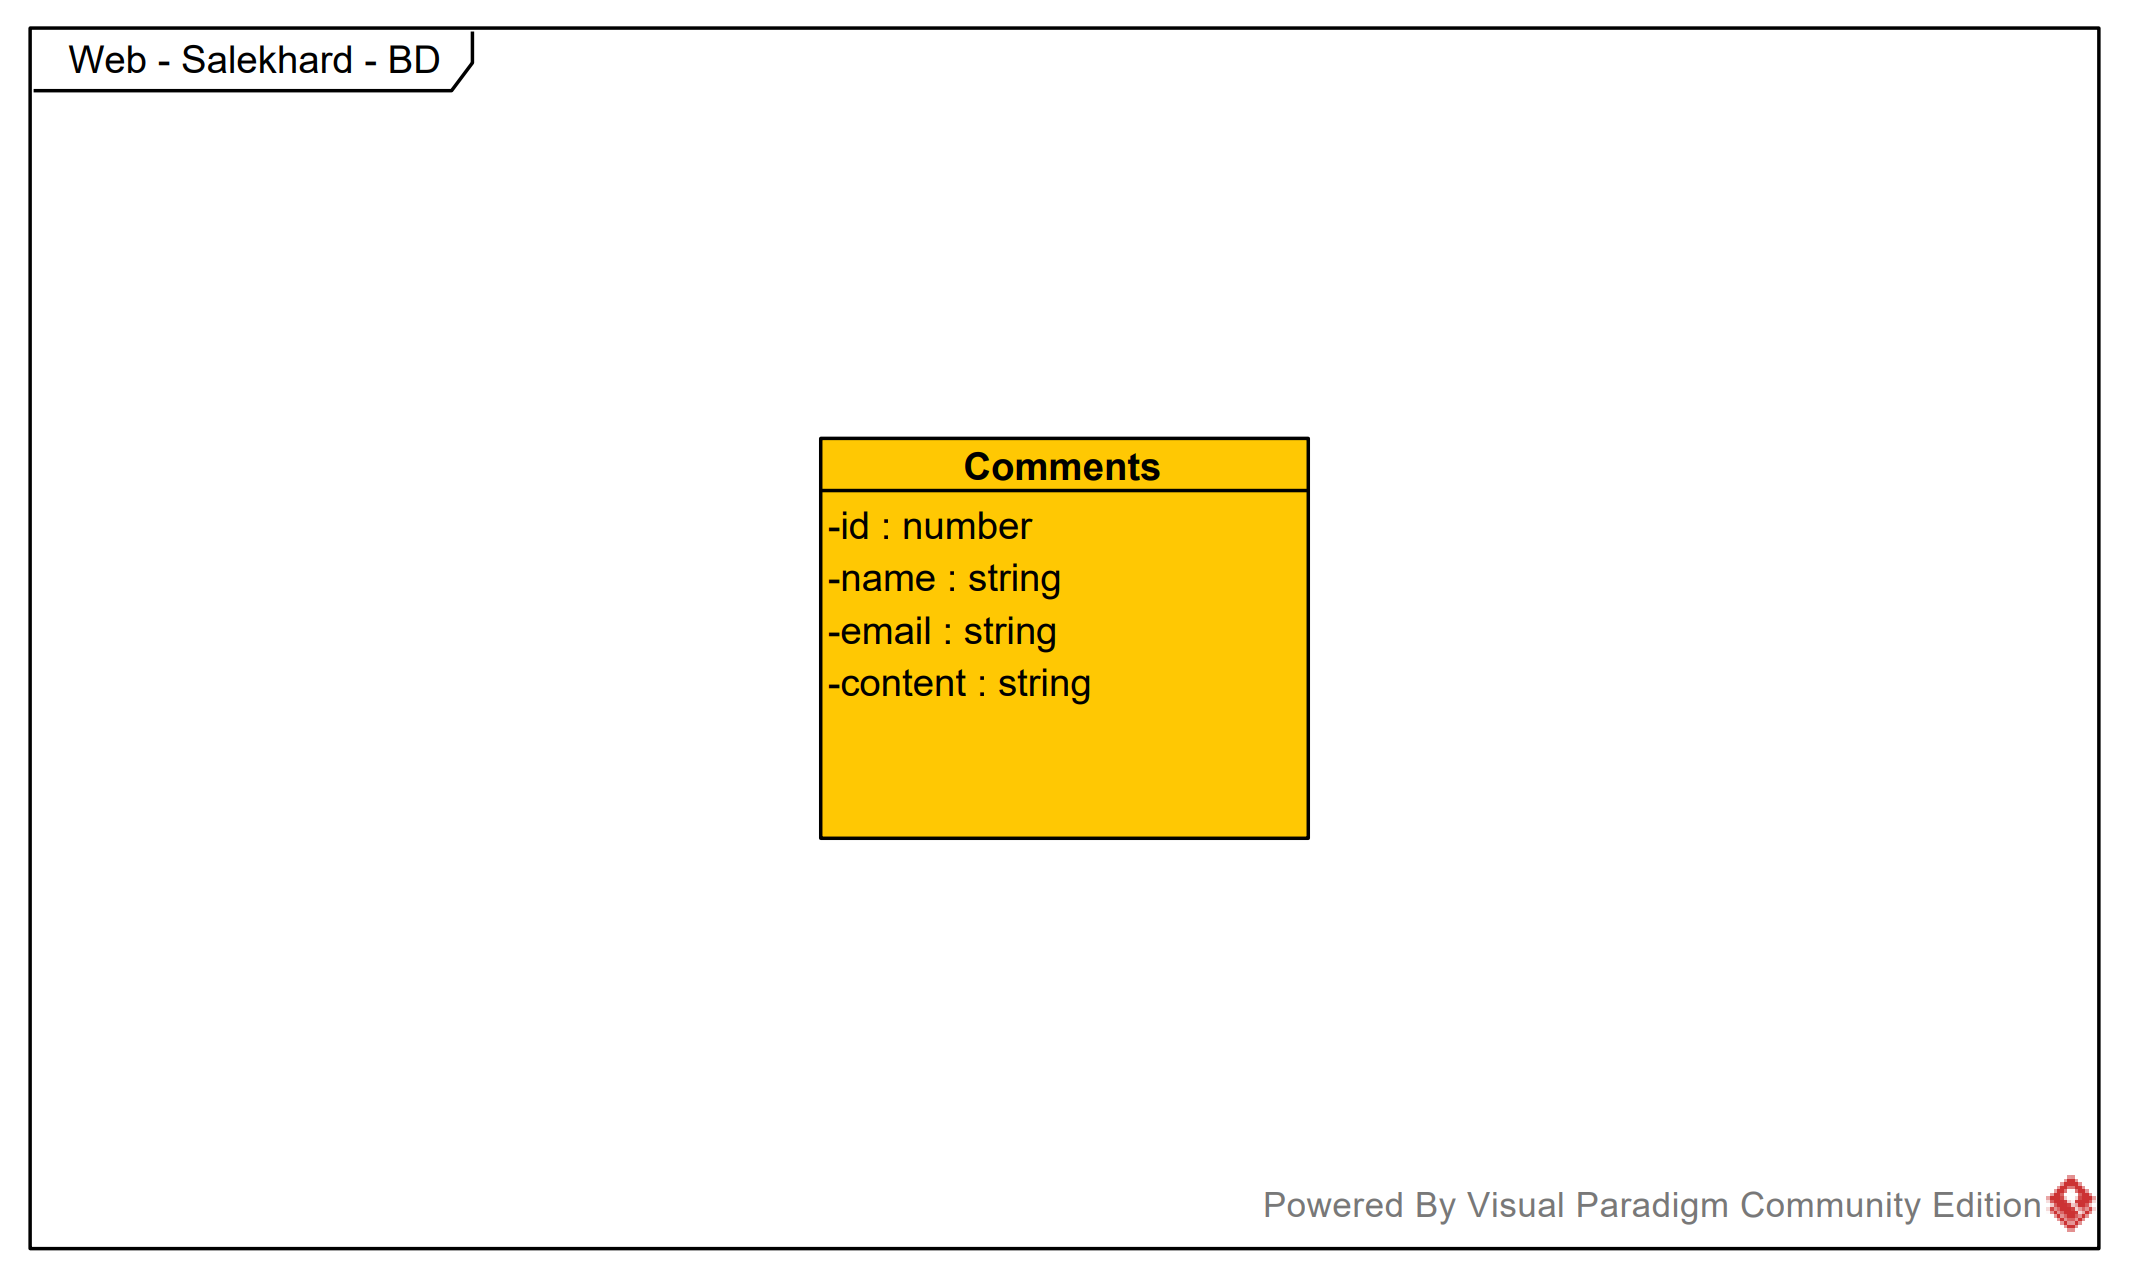 Web - Salekhard - BD
Comments
-id : number
-name : string
-email : string
-content : string
Powered By Visual Paradigm Community Edition